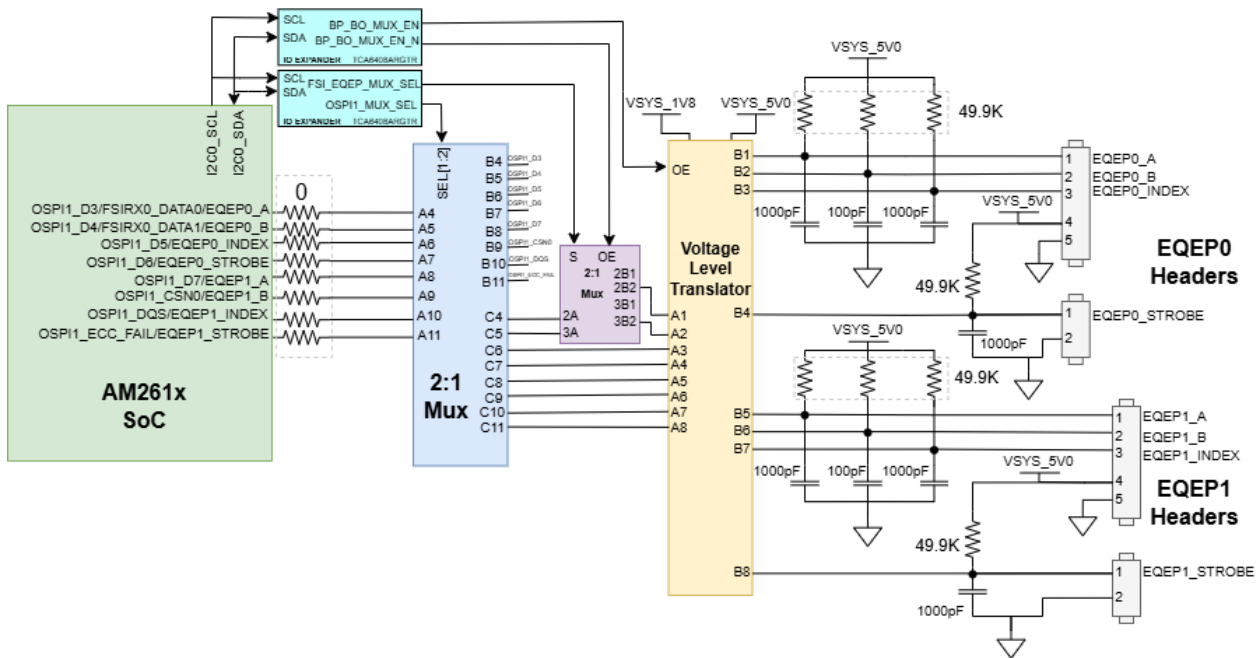 SCL
SDA
BP_BO_MUX_EN
BP_BO_MUX_EN_N
IO EXPANDER TCA6408ARGTR
SCL
SDA
FSI_EQEP_MUX_SEL
OSPI1_MUX_SEL
IO EXPANDER TCA6408ARGTR
I2C0_SCL
I2C0_SDA
OSPI1_D3/FSIRX0_DATA0/EQEP0_A
OSPI1_D4/FSIRX0_DATA1/EQEP0_B
OSPI1_D5/EQEP0_INDEX
OSPI1_D6/EQEP0_STROBE
OSPI1_D7/EQEP1_A
OSPI1_CSN0/EQEP1_B
OSPI1_DQS/EQEP1_INDEX
OSPI1_ECC_FAIL/EQEP1_STROBE
AM261x
SoC
0
SEL[1:2]
A4
A5
A6
A7
A8
A9
A10
A11
B4
B5
B6
B7
B8
B9
B10
B11
OSPI1_D3
OSPI1_D4
OSPI1_D5
OSPI1_D6
OSPI1_D7
OSPI1_CSN0
OSPI1_DQS
C4
C5
C6
C7
C8
C9
C10
C11
2:1
Mux
S
OE
2:1
Mux
2B1
2B2
3B1
3B2
2A
3A
VSYS_1V8
VSYS_5V0
OE
B1
B2
B3
Voltage
Level
Translator
A1
A2
A3
A4
A5
A6
A7
A8
B4
B5
B6
B7
B8
VSYS_5V0
49.9K
1000pF
100pF
1000pF
VSYS_5V0
49.9K
1000pF
1
2
3
4
5
EQEP0_A
EQEP0_B
EQEP0_INDEX
EQEP0
Headers
1
2
EQEP0_STROBE
VSYS_5V0
49.9K
1000pF
100pF
1000pF
VSYS_5V0
49.9K
1000pF
1
2
3
4
5
EQEP1_A
EQEP1_B
EQEP1_INDEX
EQEP1
Headers
1
2
EQEP1_STROBE